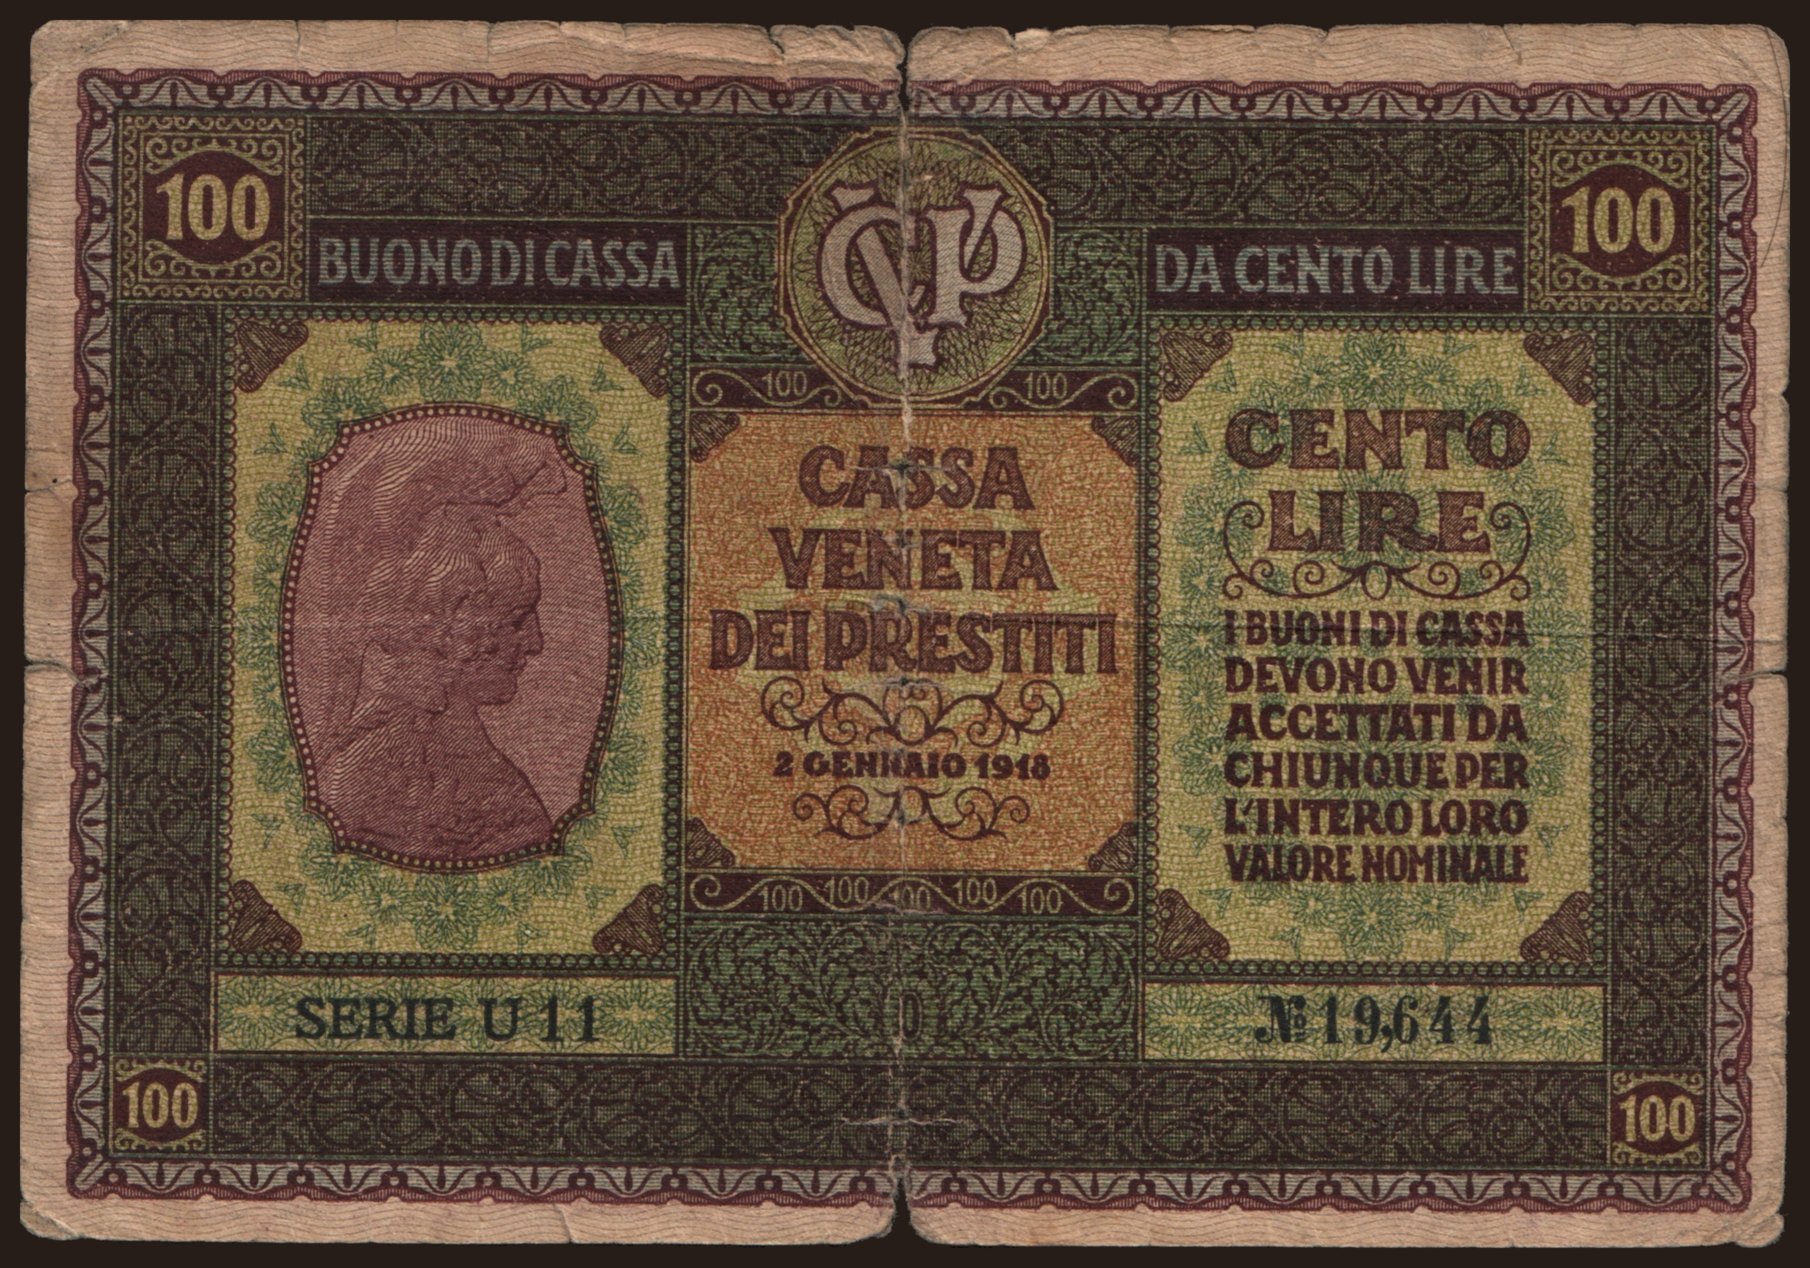 100
100
BUONO DI CASSA
CVP
DA CENTO LIRE
100
100
CASSA
VENETA
DEI PRESTITI
2 GENNAIO 1918
CENTO
LIRE
I BUONI DI CASSA
DEVONO VENIR
ACCETTATI DA
CHIUNQUE PER
L'INTERO LORO
VALORE NOMINALE
100 100 100 100 100
SERIE U 11
№ 19,644
100
100